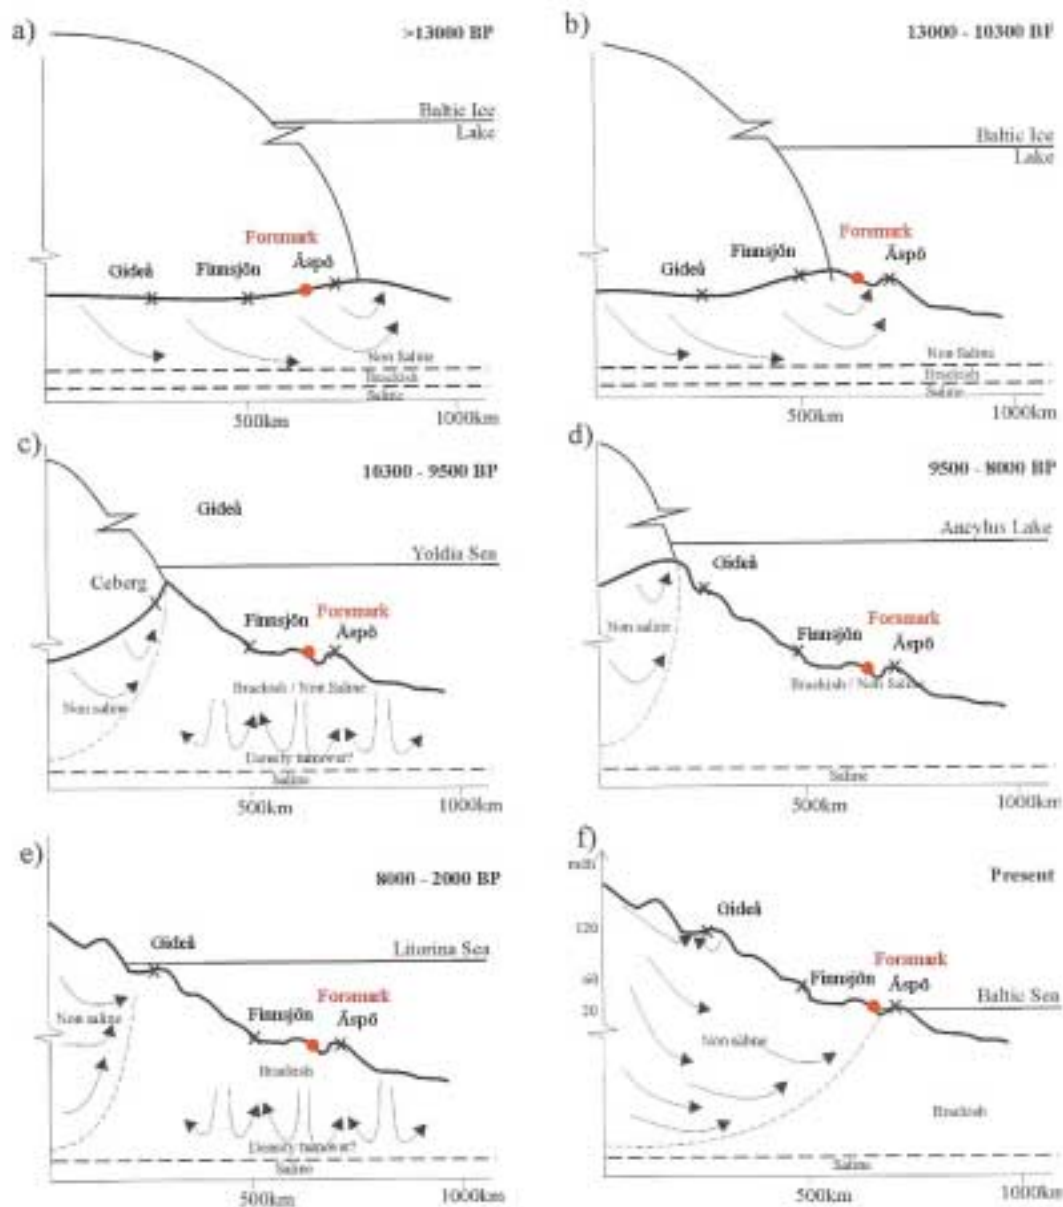 a)
>13000 BP
Baltic Ice
Lake
Forsmark
Gideå
Finnsjön
Äspö
Non Saline
Brackish
Saline
500km
1000km
b)
13000 - 10300 BP
Baltic Ice
Lake
Forsmark
Finnsjön
Äspö
Gideå
Non Saline
Brackish
Saline
500km
1000km
c)
10300 - 9500 BP
Gideå
Yoldia Sea
Ceberg
Finnsjön
Forsmark
Äspö
Brackish / Non Saline
Non saline
Density turnover?
Saline
500km
1000km
d)
9500 - 8000 BP
Ancylus Lake
Gideå
Non saline
Forsmark
Finnsjön
Äspö
Brackish / Non Saline
Saline
500km
1000km
e)
8000 - 2000 BP
Gideå
Litorina Sea
Non saline
Finnsjön
Forsmark
Äspö
Brackish
Density turnover?
Saline
500km
1000km
f)
Present
Gideå
120
Forsmark
60
Finnsjön
Äspö
Baltic Sea
20
Non saline
Brackish
Saline
500km
1000km